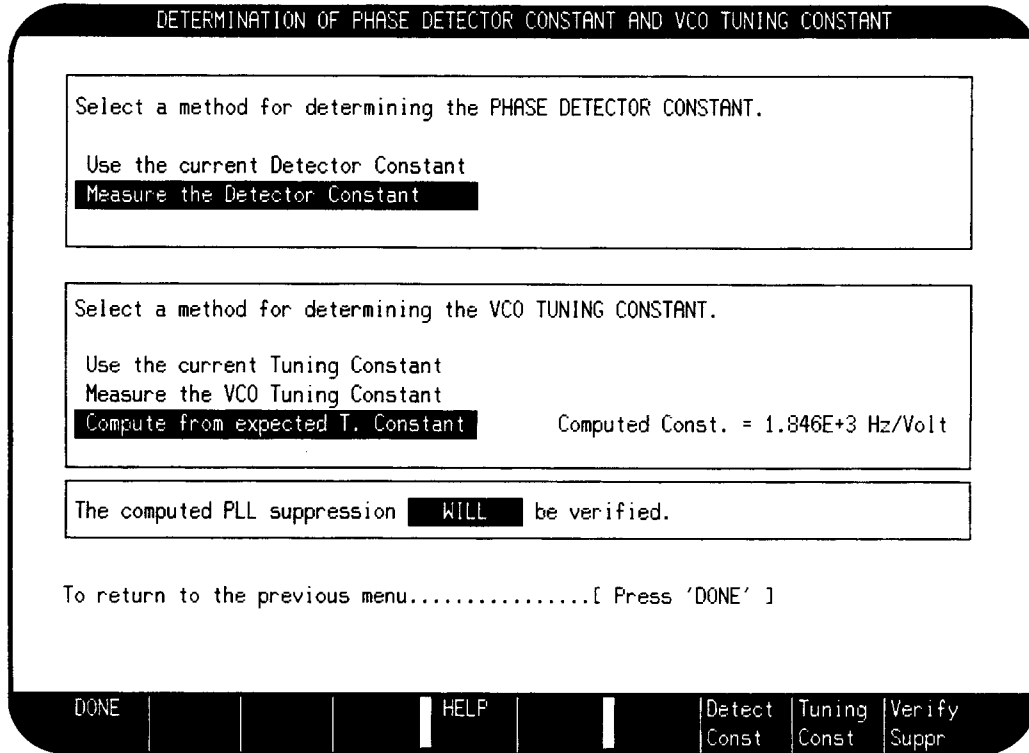 DETERMINATION OF PHASE DETECTOR CONSTANT AND VCO TUNING CONSTANT
Select a method for determining the PHASE DETECTOR CONSTANT.
Use the current Detector Constant
Measure the Detector Constant
Select a method for determining the VCO TUNING CONSTANT.
Use the current Tuning Constant
Measure the VCO Tuning Constant
Compute from expected T. Constant Computed Const. = 1.846E+3 Hz/Volt
The computed PLL suppression WILL be verified.
To return to the previous menu................[ Press 'DONE' ]
DONE HELP Detect Tuning Verify
Const Const Suppr